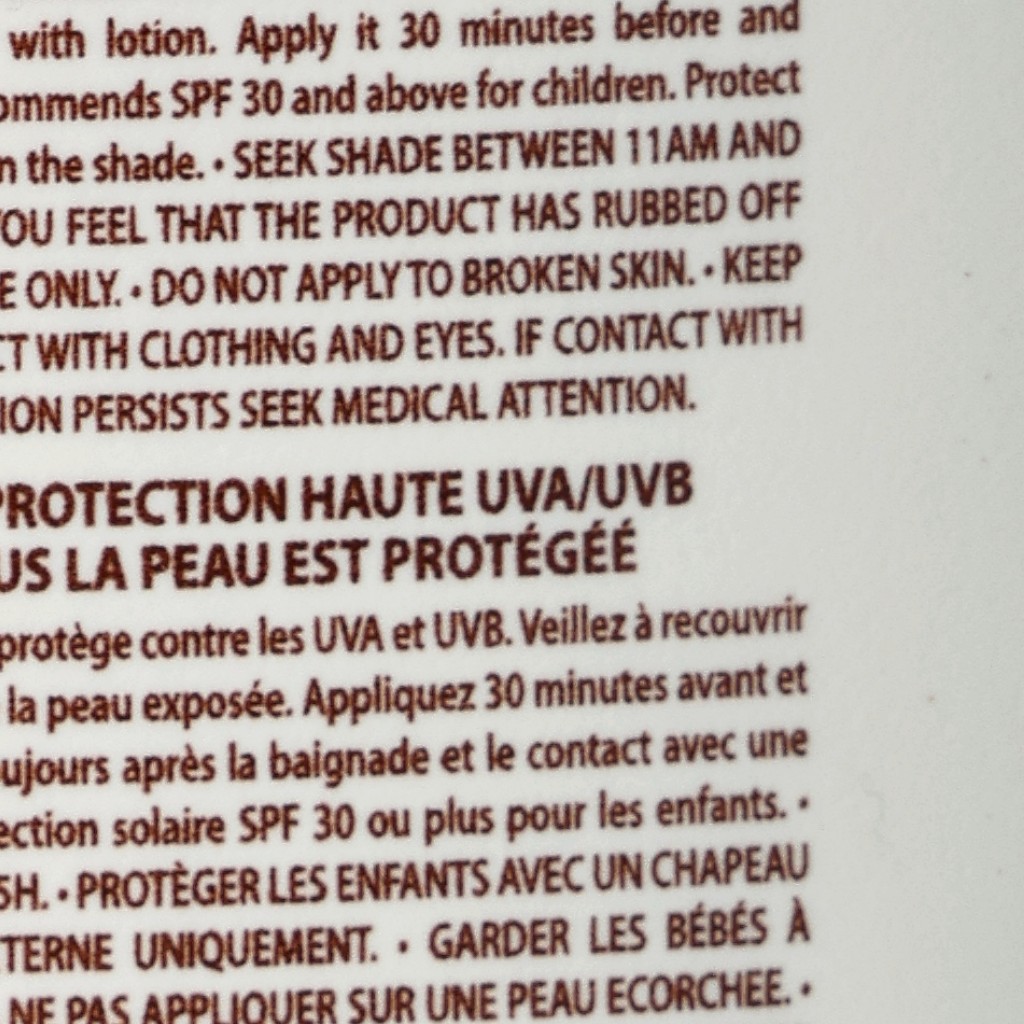 with lotion. Apply it 30 minutes before and
ommends SPF 30 and above for children. Protect
n the shade. • SEEK SHADE BETWEEN 11AM AND
YOU FEEL THAT THE PRODUCT HAS RUBBED OFF
E ONLY. • DO NOT APPLY TO BROKEN SKIN. • KEEP
CT WITH CLOTHING AND EYES. IF CONTACT WITH
ION PERSISTS SEEK MEDICAL ATTENTION.
PROTECTION HAUTE UVA/UVB
US LA PEAU EST PROTÉGÉÉ
protège contre les UVA et UVB. Veillez à recouvrir
la peau exposée. Appliquez 30 minutes avant et
ujours après la baignade et le contact avec une
ection solaire SPF 30 ou plus pour les enfants. •
5H. • PROTÈGER LES ENFANTS AVEC UN CHAPEAU
TERNE UNIQUEMENT. • GARDER LES BÉBÉS À
NE PAS APPLIQUER SUR UNE PEAU ECORCHEE. •